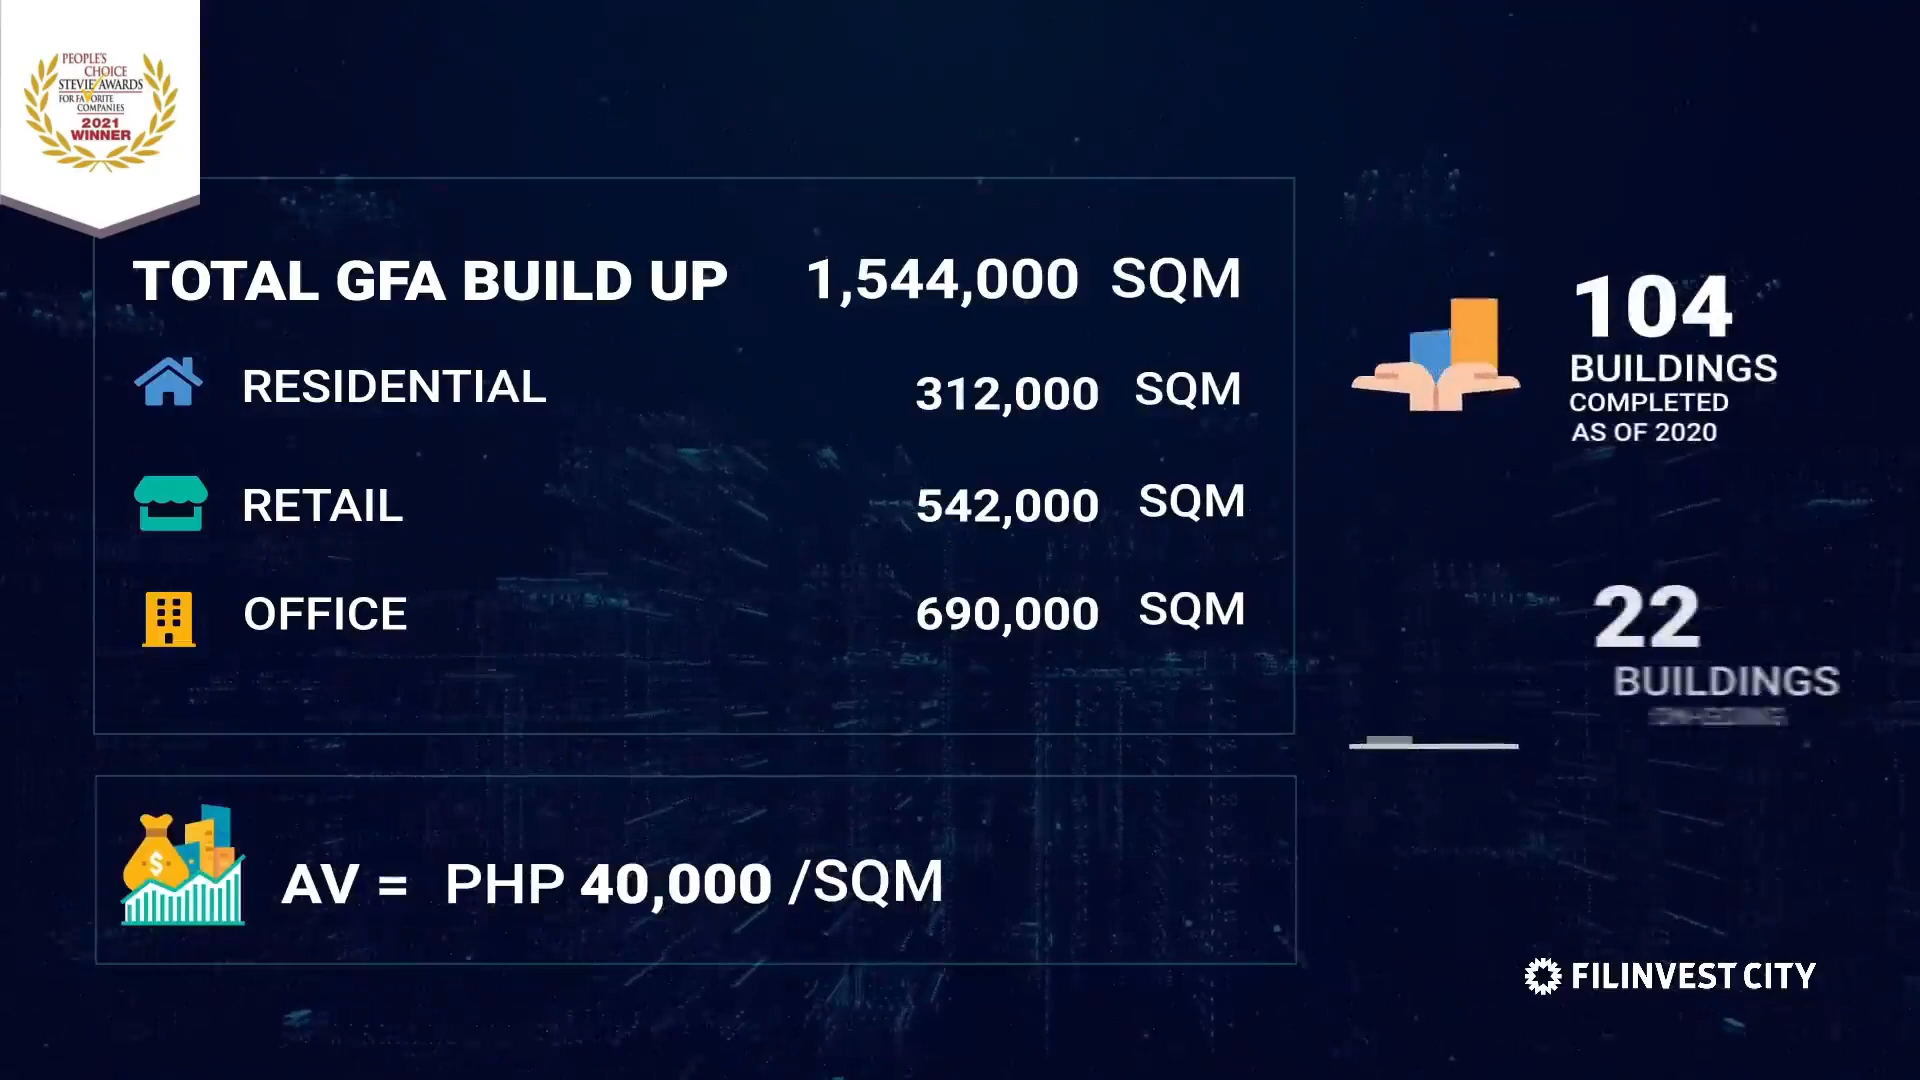 PEOPLE'S
CHOICE
STEVIE AWARDS
FOR FAVORITE
COMPANIES
2021
WINNER
TOTAL GFA BUILD UP 1,544,000 SQM
RESIDENTIAL 312,000 SQM
RETAIL 542,000 SQM
OFFICE 690,000 SQM
AV = PHP 40,000 /SQM
104
BUILDINGS
COMPLETED
AS OF 2020
22
BUILDINGS
FILINVEST CITY